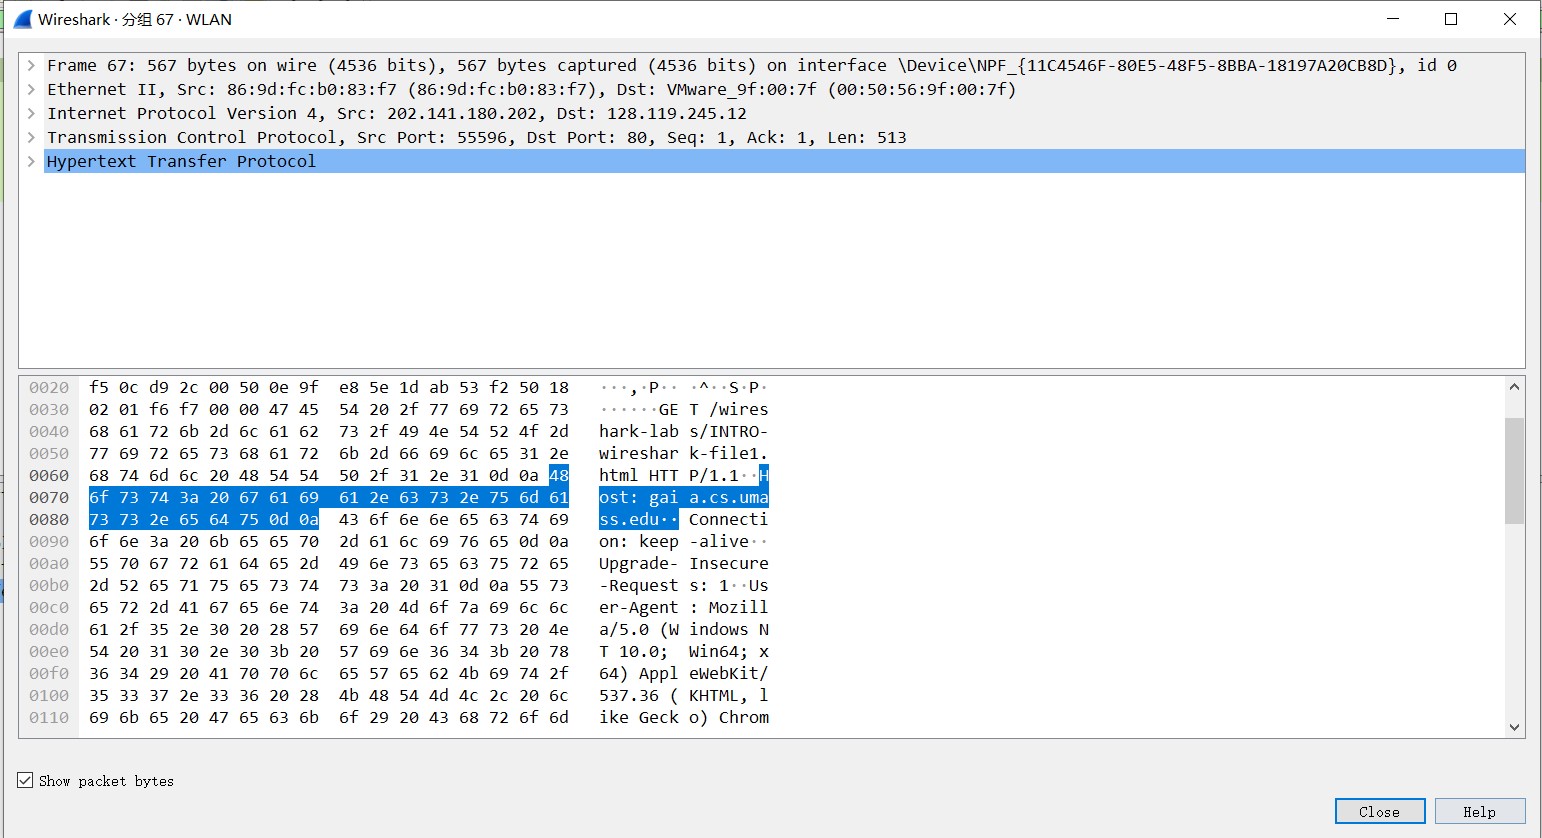 Wireshark · 分组 67 · WLAN
Frame 67: 567 bytes on wire (4536 bits), 567 bytes captured (4536 bits) on interface \Device\NPF_{11C4546F-80E5-48F5-8BBA-18197A20CB8D}, id 0
Ethernet II, Src: 86:9d:fc:b0:83:f7 (86:9d:fc:b0:83:f7), Dst: VMware_9f:00:7f (00:50:56:9f:00:7f)
Internet Protocol Version 4, Src: 202.141.180.202, Dst: 128.119.245.12
Transmission Control Protocol, Src Port: 55596, Dst Port: 80, Seq: 1, Ack: 1, Len: 513
Hypertext Transfer Protocol
0020 f5 0c d9 2c 00 50 0e 9f e8 5e 1d ab 53 f2 50 18 ···,·P·· ·^··S·P·
0030 02 01 f6 f7 00 00 47 45 54 20 2f 77 69 72 65 73 ······GE T /wires
0040 68 61 72 6b 2d 6c 61 62 73 2f 49 4e 54 52 4f 2d hark-lab s/INTRO-
0050 77 69 72 65 73 68 61 72 6b 2d 66 69 6c 65 31 2e wireshar k-file1.
0060 68 74 6d 6c 20 48 54 54 50 2f 31 2e 31 0d 0a 48 html HTT P/1.1··H
0070 6f 73 74 3a 20 67 61 69 61 2e 63 73 2e 75 6d 61 ost: gai a.cs.uma
0080 73 73 2e 65 64 75 0d 0a 43 6f 6e 6e 65 63 74 69 ss.edu·· Connecti
0090 6f 6e 3a 20 6b 65 65 70 2d 61 6c 69 76 65 0d 0a on: keep -alive··
00a0 55 70 67 72 61 64 65 2d 49 6e 73 65 63 75 72 65 Upgrade- Insecure
00b0 2d 52 65 71 75 65 73 74 73 3a 20 31 0d 0a 55 73 -Request s: 1··Us
00c0 65 72 2d 41 67 65 6e 74 3a 20 4d 6f 7a 69 6c 6c er-Agent : Mozill
00d0 61 2f 35 2e 30 20 28 57 69 6e 64 6f 77 73 20 4e a/5.0 (W indows N
00e0 54 20 31 30 2e 30 3b 20 57 69 6e 36 34 3b 20 78 T 10.0; Win64; x
00f0 36 34 29 20 41 70 70 6c 65 57 65 62 4b 69 74 2f 64) Appl eWebKit/
0100 35 33 37 2e 33 36 20 28 4b 48 54 4d 4c 2c 20 6c 537.36 ( KHTML, l
0110 69 6b 65 20 47 65 63 6b 6f 29 20 43 68 72 6f 6d ike Geck o) Chrom
Show packet bytes
Close Help